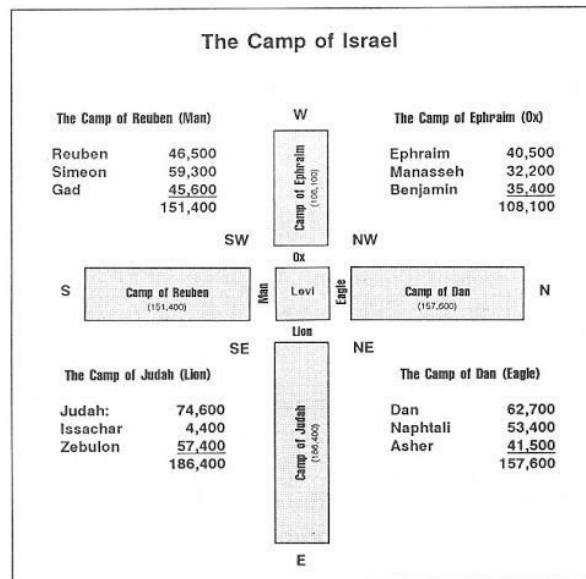 The Camp of Israel
W
The Camp of Reuben (Man)
Reuben 46,500
Simeon 59,300
Gad 45,600
151,400
The Camp of Ephraim (Ox)
Ephraim 40,500
Manasseh 32,200
Benjamin 35,400
108,100
Camp of Ephraim
(108,100)
SW
NW
Ox
S
Camp of Reuben
(151,400)
Man
Levi
Eagle
Camp of Dan
(157,600)
N
Lion
SE
NE
The Camp of Judah (Lion)
Judah: 74,600
Issachar 4,400
Zebulon 57,400
186,400
Camp of Judah
(186,400)
The Camp of Dan (Eagle)
Dan 62,700
Naphtali 53,400
Asher 41,500
157,600
E